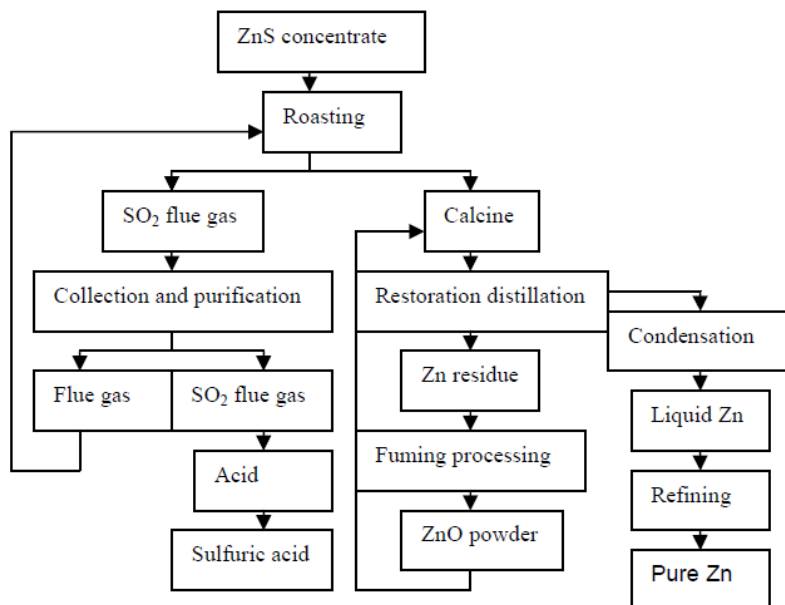 ZnS concentrate
Roasting
SO₂ flue gas
Calcine
Collection and purification
Restoration distillation
Condensation
Flue gas
SO₂ flue gas
Zn residue
Liquid Zn
Acid
Fuming processing
Refining
Sulfuric acid
ZnO powder
Pure Zn